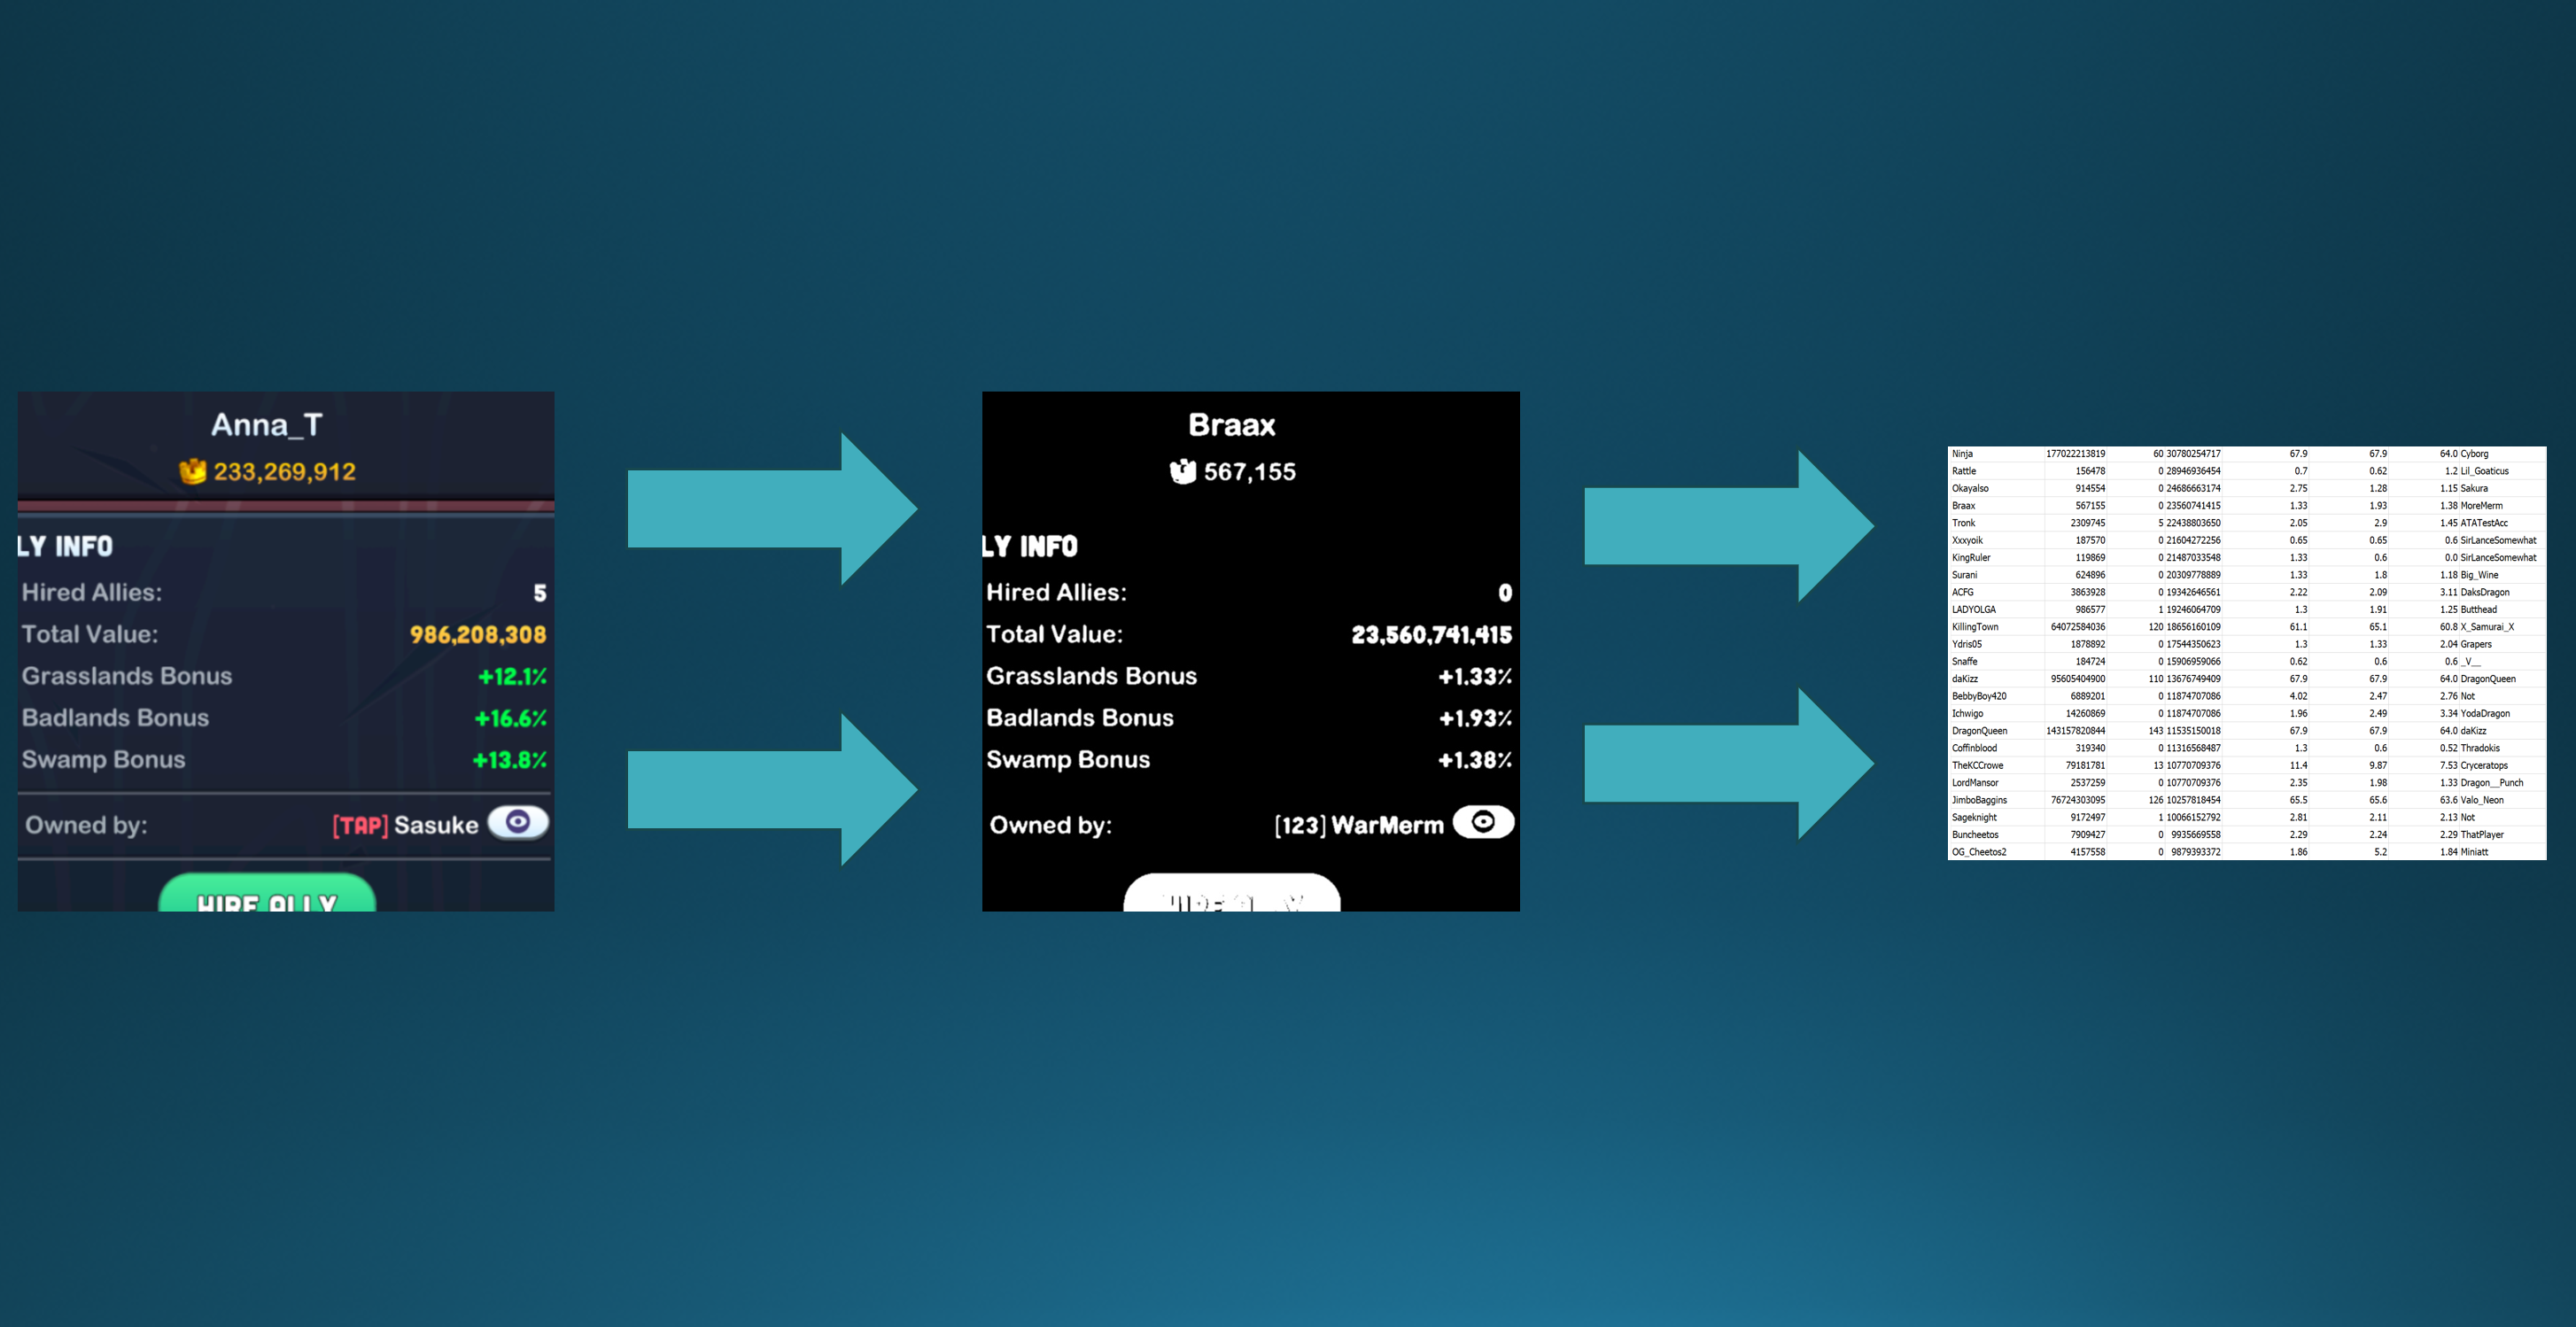 Anna_T
233,269,912
LY INFO
Hired Allies: 5
Total Value: 986,208,308
Grasslands Bonus +12.1%
Badlands Bonus +16.6%
Swamp Bonus +13.8%
Owned by: [TAP] Sasuke
HIRE ALLY
Braax
567,155
LY INFO
Hired Allies: 0
Total Value: 23,560,741,415
Grasslands Bonus +1.33%
Badlands Bonus +1.93%
Swamp Bonus +1.38%
Owned by: [123] WarMerm
Ninja 177022213819 60 30780254717 67.9 67.9 64.0 Cyborg
Rattle 156478 0 28946936454 0.7 0.62 1.2 Lil_Goaticus
Okayalso 914554 0 24686663174 2.75 1.28 1.15 Sakura
Braax 567155 0 23560741415 1.33 1.93 1.38 MoreMerm
Tronk 2309745 5 22438803650 2.05 2.9 1.45 ATATestAcc
Xxxyoik 187570 0 21604272256 0.65 0.65 0.6 SirLanceSomewhat
KingRuler 119869 0 21487033548 1.33 0.6 0.0 SirLanceSomewhat
Surani 624896 0 20309778889 1.33 1.8 1.18 Big_Wine
ACFG 3863928 0 19342646561 2.22 2.09 3.11 DaksDragon
LADYOLGA 986577 1 19246064709 1.3 1.91 1.25 Butthead
KillingTown 64072584036 120 18656160109 61.1 65.1 60.8 X_Samurai_X
Ydris05 1878892 0 17544350623 1.3 1.33 2.04 Grapers
Snaffe 184724 0 15906959066 0.62 0.6 0.6 _V__
daKizz 95605404900 110 13676749409 67.9 67.9 64.0 DragonQueen
BebbyBoy420 6889201 0 11874707086 4.02 2.47 2.76 Not
Ichwigo 14260869 0 11874707086 1.96 2.49 3.34 YodaDragon
DragonQueen 143157820844 143 11535150018 67.9 67.9 64.0 daKizz
Coffinblood 319340 0 11316568487 1.3 0.6 0.52 Thradokis
TheKCCrowe 79181781 13 10770709376 11.4 9.87 7.53 Cryceratops
LordMansor 2537259 0 10770709376 2.35 1.98 1.33 Dragon__Punch
JimboBaggins 76724303095 126 10257818454 65.5 65.6 63.6 Valo_Neon
Sageknight 9172497 1 10066152792 2.81 2.11 2.13 Not
Buncheetos 7909427 0 9935669558 2.29 2.24 2.29 ThatPlayer
OG_Cheetos2 4157558 0 9879393372 1.86 5.2 1.84 Miniatt